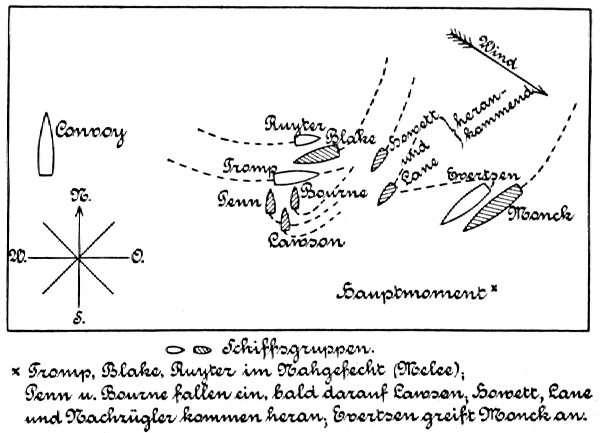 Wind
Convoy
Ruyter
Blake
Howett
und
Lane
heran-
kommend
Tromp
Evertsen
Penn
Bourne
Monck
Lawson
N.
W.
O.
S.
Hauptmoment x
Schiffsgruppen.
x Tromp, Blake, Ruyter im Nahgefecht (Melee);
Penn u. Bourne fallen ein, bald darauf Lawson; Howett, Lane
und Nachzügler kommen heran; Evertsen greift Monck an.